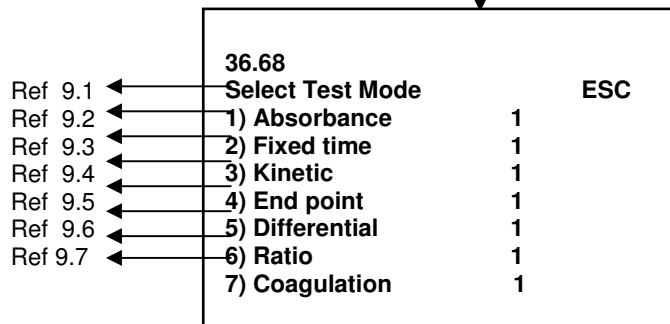 36.68
Ref 9.1 Select Test Mode ESC
Ref 9.2 1) Absorbance 1
Ref 9.3 2) Fixed time 1
Ref 9.4 3) Kinetic 1
Ref 9.5 4) End point 1
Ref 9.6 5) Differential 1
Ref 9.7 6) Ratio 1
7) Coagulation 1